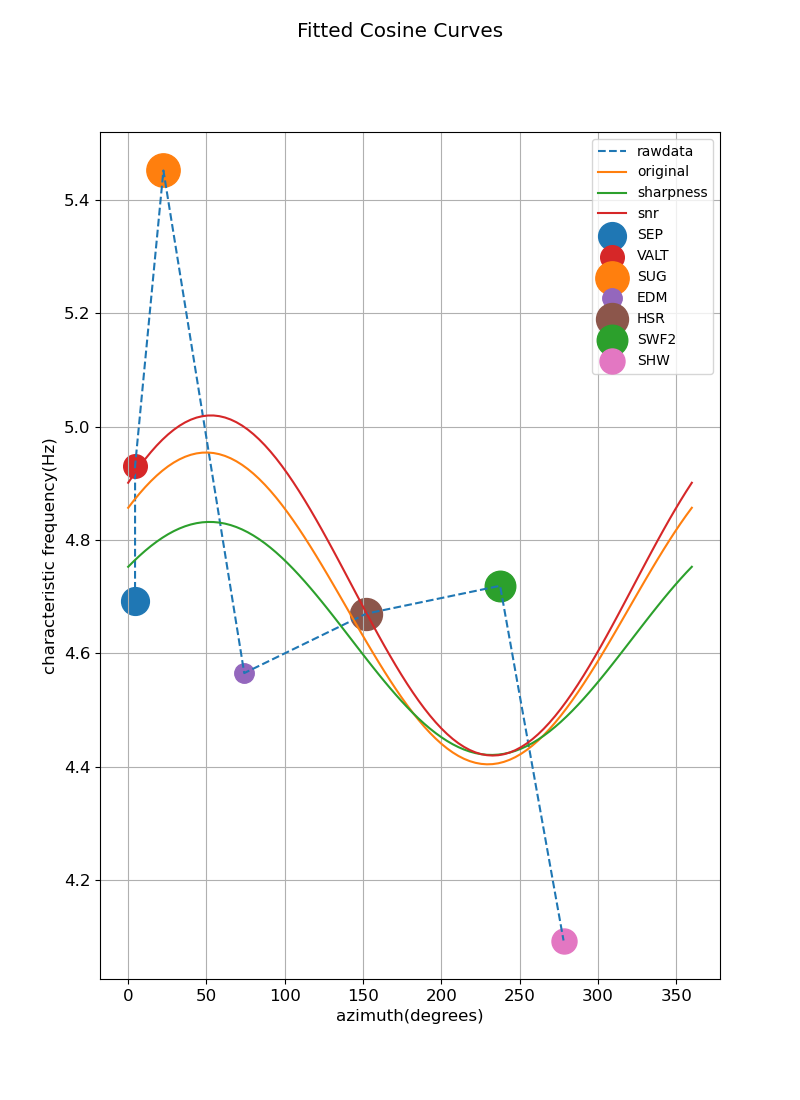 Fitted Cosine Curves
rawdata
original
sharpness
snr
SEP
VALT
SUG
EDM
HSR
SWF2
SHW
characteristic frequency(Hz)
5.4
5.2
5.0
4.8
4.6
4.4
4.2
0 50 100 150 200 250 300 350
azimuth(degrees)